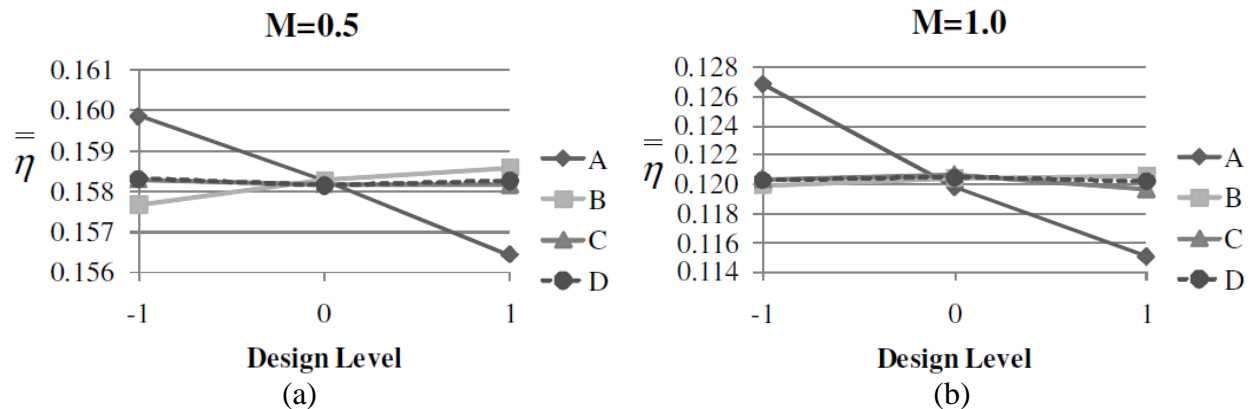 M=0.5
0.161
0.160
0.159
0.158
0.157
0.156
η
-1 0 1
Design Level
A
B
C
D
(a)
M=1.0
0.128
0.126
0.124
0.122
0.120
0.118
0.116
0.114
η
-1 0 1
Design Level
A
B
C
D
(b)